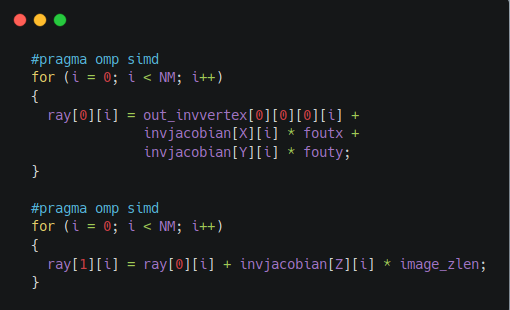 #pragma omp simd
for (i = 0; i < NM; i++)
{
  ray[0][i] = out_invvertex[0][0][0][i] +
              invjacobian[X][i] * foutx +
              invjacobian[Y][i] * fouty;
}

#pragma omp simd
for (i = 0; i < NM; i++)
{
  ray[1][i] = ray[0][i] + invjacobian[Z][i] * image_zlen;
}